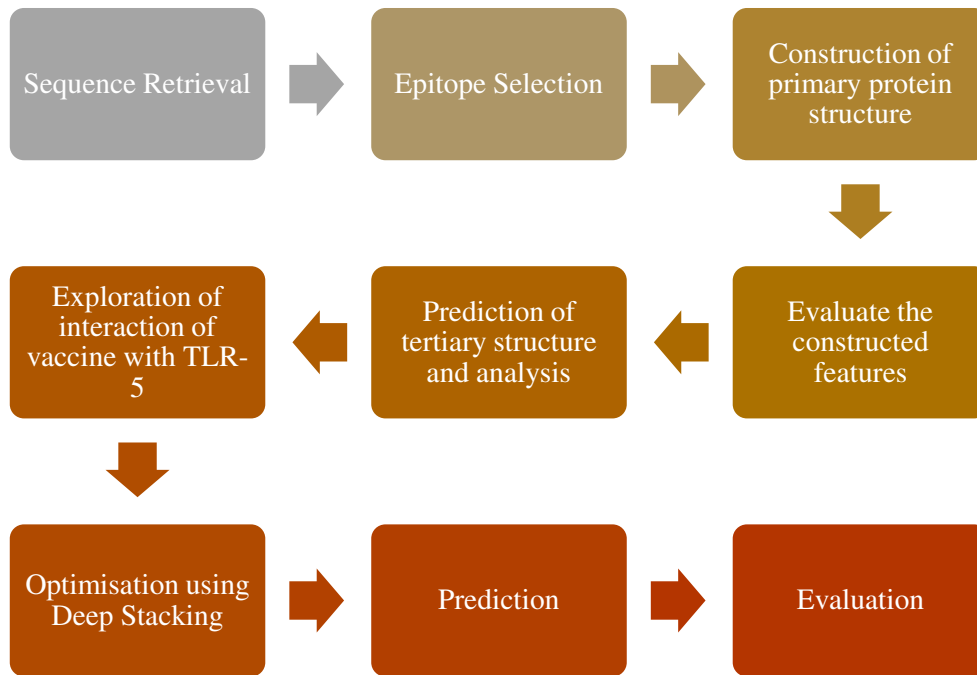 Sequence Retrieval
Epitope Selection
Construction of
primary protein
structure
Exploration of
interaction of
vaccine with TLR-
5
Prediction of
tertiary structure
and analysis
Evaluate the
constructed
features
Optimisation using
Deep Stacking
Prediction
Evaluation